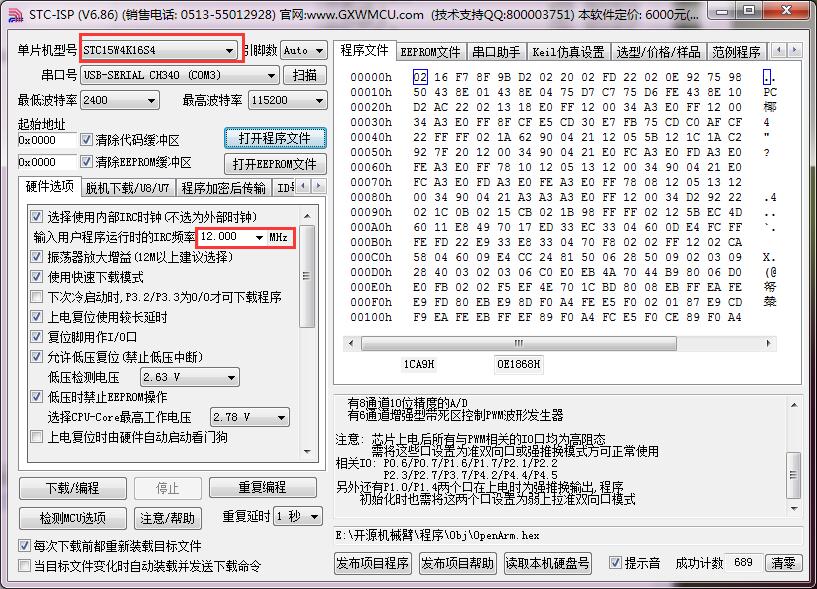 STC-ISP (V6.86) (销售电话: 0513-55012928) 官网:www.GXWMCU.com (技术支持QQ:800003751) 本软件定价: 6000元(...
单片机型号 STC15W4K16S4 引脚数 Auto
串口号 USB-SERIAL CH340 (COM3) 扫描
最低波特率 2400 最高波特率 115200
起始地址
0x0000 清除代码缓冲区 打开程序文件
0x0000 清除EEPROM缓冲区 打开EEPROM文件
硬件选项 脱机下载/U8/U7 程序加密后传输 ID号
选择使用内部IRC时钟(不选为外部时钟)
输入用户程序运行时的IRC频率 12.000 MHz
振荡器放大增益(12M以上建议选择)
使用快速下载模式
下次冷启动时,P3.2/P3.3为0/0才可下载程序
上电复位使用较长延时
复位脚用作I/O口
允许低压复位(禁止低压中断)
低压检测电压 2.63 V
低压时禁止EEPROM操作
选择CPU-Core最高工作电压 2.78 V
上电复位时由硬件自动启动看门狗
下载/编程 停止 重复编程
检测MCU选项 注意/帮助 重复延时 1 秒
每次下载前都重新装载目标文件
当目标文件变化时自动装载并发送下载命令
程序文件 EEPROM文件 串口助手 Keil仿真设置 选型/价格/样品 范例程序
00000h 02 16 F7 8F 9B D2 02 20 02 FD 22 02 0E 92 75 98 ..
00010h 50 43 8E 01 43 8E 04 75 D7 C7 75 D6 FE 43 8E 10 PC
00020h D2 AC 22 02 13 18 E0 FF 12 00 34 A3 E0 FF 12 00 椰
00030h 34 A3 E0 FF 8F CF E5 CD 30 E7 FB 75 CD C0 AF CF 4
00040h 22 FF FF 02 1A 62 90 04 21 12 05 5B 12 1C 1A C2 "
00050h 92 7F 20 12 00 34 90 04 21 E0 FC A3 E0 FD A3 E0 ?
00060h FE A3 E0 FF 78 10 12 05 13 12 00 34 90 04 21 E0
00070h FC A3 E0 FD A3 E0 FE A3 E0 FF 78 08 12 05 13 12
00080h 00 34 90 04 21 A3 A3 A3 E0 FF 12 00 34 D2 92 22 .4
00090h 02 1C 0B 02 15 CB 02 1B 98 FF FF 02 12 5B EC 4D ..
000A0h 60 11 E8 49 70 17 ED 33 EC 33 04 60 0D E4 FC FF `.
000B0h FE FD 22 E9 33 E8 33 04 70 F8 02 02 FF 12 02 CA
000C0h 58 04 60 09 E4 CC 24 81 50 06 28 50 09 02 03 09 X.
000D0h 28 40 03 02 03 06 C0 E0 EB 4A 70 44 B9 80 06 D0 (@
000E0h E0 FB 02 02 F5 EF 4E 70 1C BD 80 08 EB FF EA FE
000F0h E9 FD 80 EB E9 8D F0 A4 FE E5 F0 02 01 87 E9 CD
00100h F9 EA FE EB FF EF 89 F0 A4 FC E5 F0 CE 89 F0 A4
1CA9H 0E1868H
有8通道10位精度的A/D
有6通道增强型带死区控制PWM波形发生器
注意: 芯片上电后所有与PWM相关的IO口均为高阻态
需将这些口设置为准双向口或强推换模式方可正常使用
相关IO: P0.6/P0.7/P1.6/P1.7/P2.1/P2.2
P2.3/P2.7/P3.7/P4.2/P4.4/P4.5
另外还有P1.0/P1.4两个口在上电时为强推换输出,程序
初始化时也需将这两个口设置为弱上拉准双向口模式
E:\开源机械臂\程序\Obj\OpenArm.hex
发布项目程序 发布项目帮助 读取本机硬盘号 提示音 成功计数 689 清零